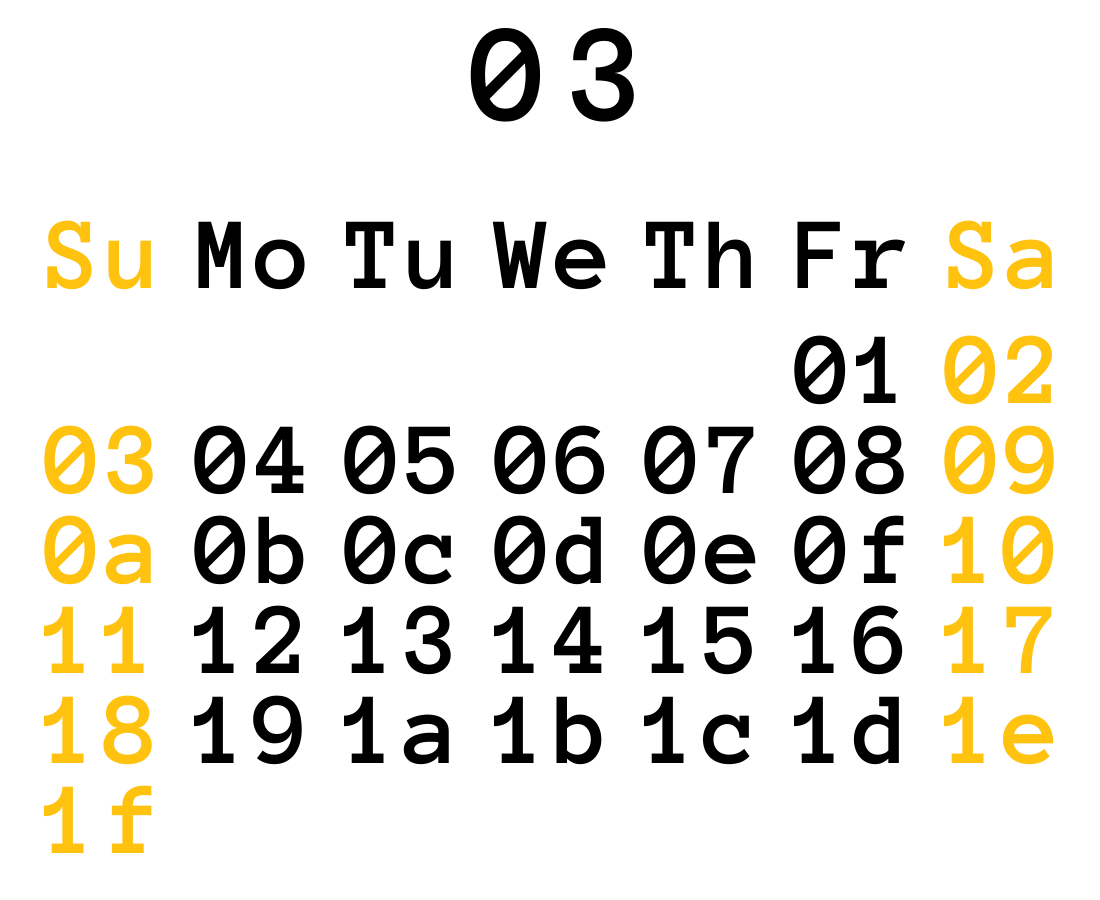 03
Su Mo Tu We Th Fr Sa
01 02
03 04 05 06 07 08 09
0a 0b 0c 0d 0e 0f 10
11 12 13 14 15 16 17
18 19 1a 1b 1c 1d 1e
1f